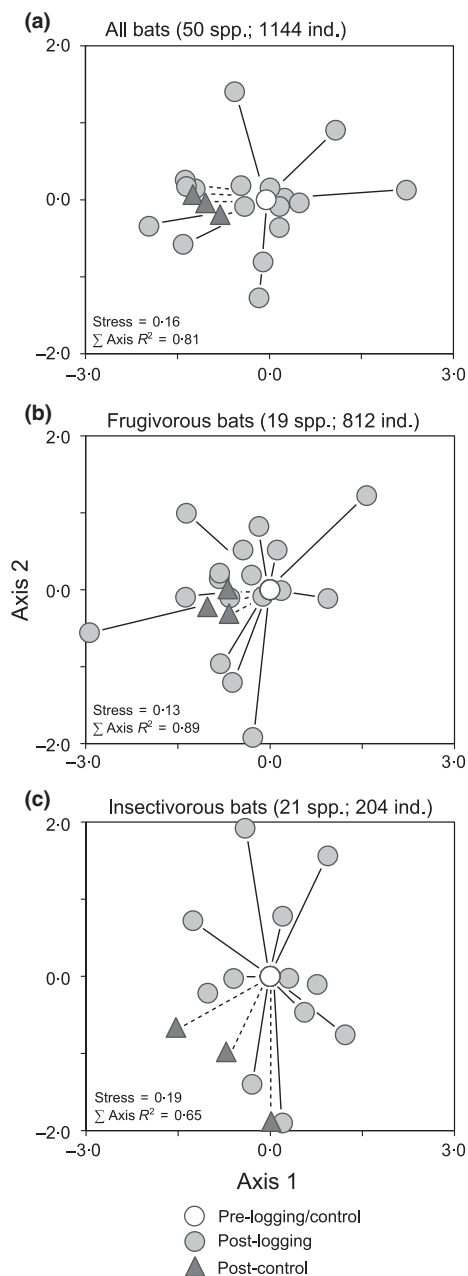 (a) All bats (50 spp.; 1144 ind.)
2·0
0·0
Stress = 0·16
∑ Axis R² = 0·81
–2·0
–3·0 0·0 3·0
(b) Frugivorous bats (19 spp.; 812 ind.)
2·0
0·0
Axis 2
Stress = 0·13
∑ Axis R² = 0·89
–2·0
–3·0 0·0 3·0
(c) Insectivorous bats (21 spp.; 204 ind.)
2·0
0·0
Stress = 0·19
∑ Axis R² = 0·65
–2·0
–3·0 0·0 3·0
Axis 1
Pre-logging/control
Post-logging
Post-control